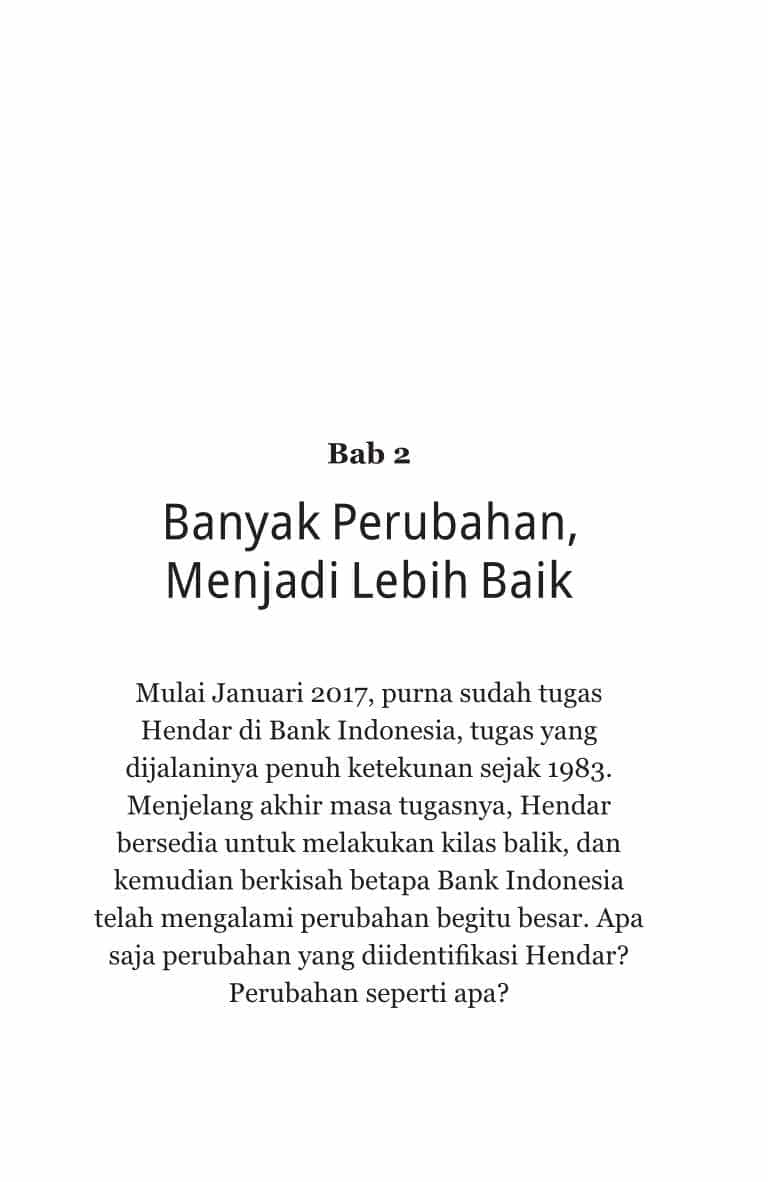 Bab 2
Banyak Perubahan,
Menjadi Lebih Baik
Mulai Januari 2017, purna sudah tugas
Hendar di Bank Indonesia, tugas yang
dijalaninya penuh ketekunan sejak 1983.
Menjelang akhir masa tugasnya, Hendar
bersedia untuk melakukan kilas balik, dan
kemudian berkisah betapa Bank Indonesia
telah mengalami perubahan begitu besar. Apa
saja perubahan yang diidentifikasi Hendar?
Perubahan seperti apa?